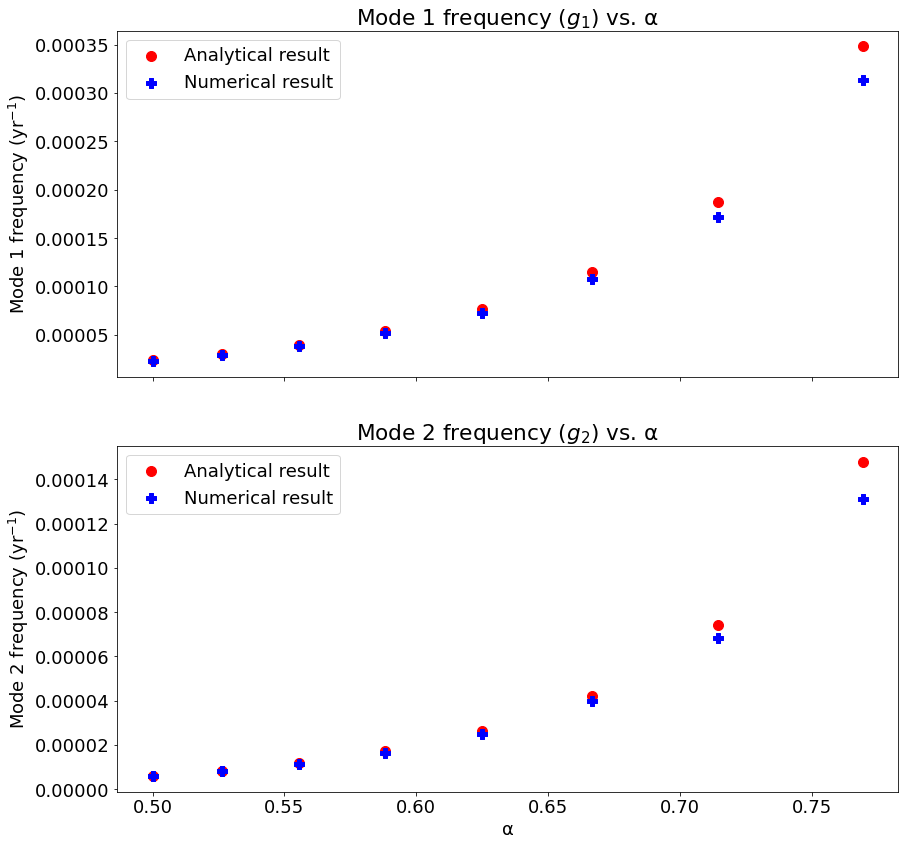 Mode 1 frequency (g₁) vs. α
Analytical result
Numerical result
Mode 1 frequency (yr⁻¹)
0.00035
0.00030
0.00025
0.00020
0.00015
0.00010
0.00005
Mode 2 frequency (g₂) vs. α
Analytical result
Numerical result
Mode 2 frequency (yr⁻¹)
0.00014
0.00012
0.00010
0.00008
0.00006
0.00004
0.00002
0.00000
0.50 0.55 0.60 0.65 0.70 0.75
α